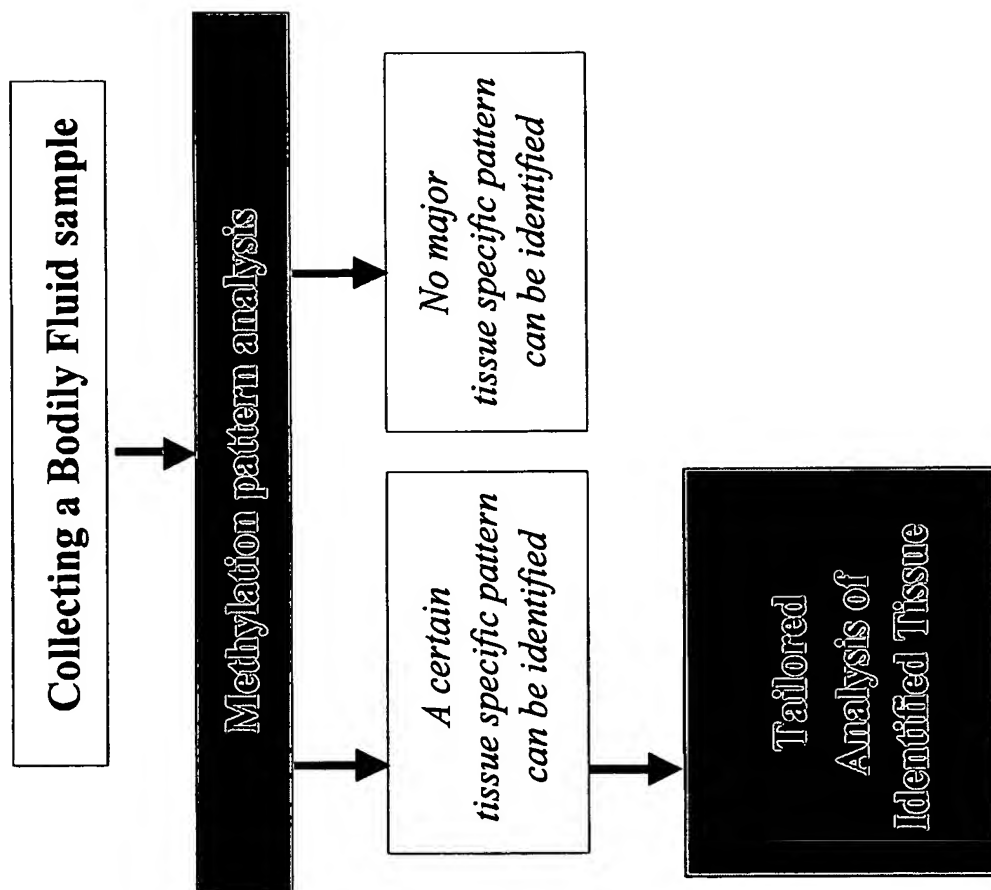 Collecting a Bodily Fluid sample
Methylation pattern analysis
A certain
tissue specific pattern
can be identified
No major
tissue specific pattern
can be identified
Tailored
Analysis of
Identified Tissue